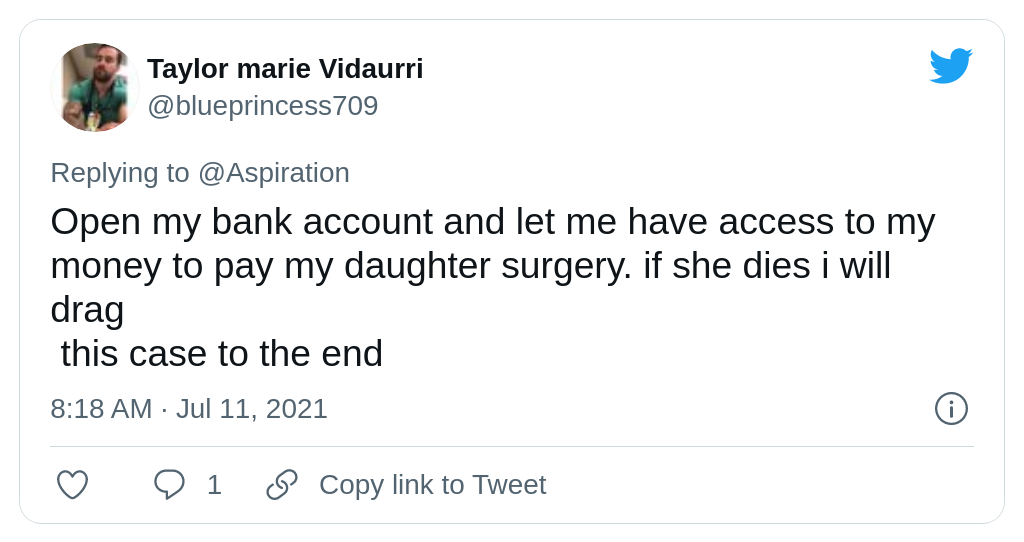 Taylor marie Vidaurri
@blueprincess709
Replying to @Aspiration
Open my bank account and let me have access to my
money to pay my daughter surgery. if she dies i will
drag
this case to the end
8:18 AM · Jul 11, 2021
1
Copy link to Tweet